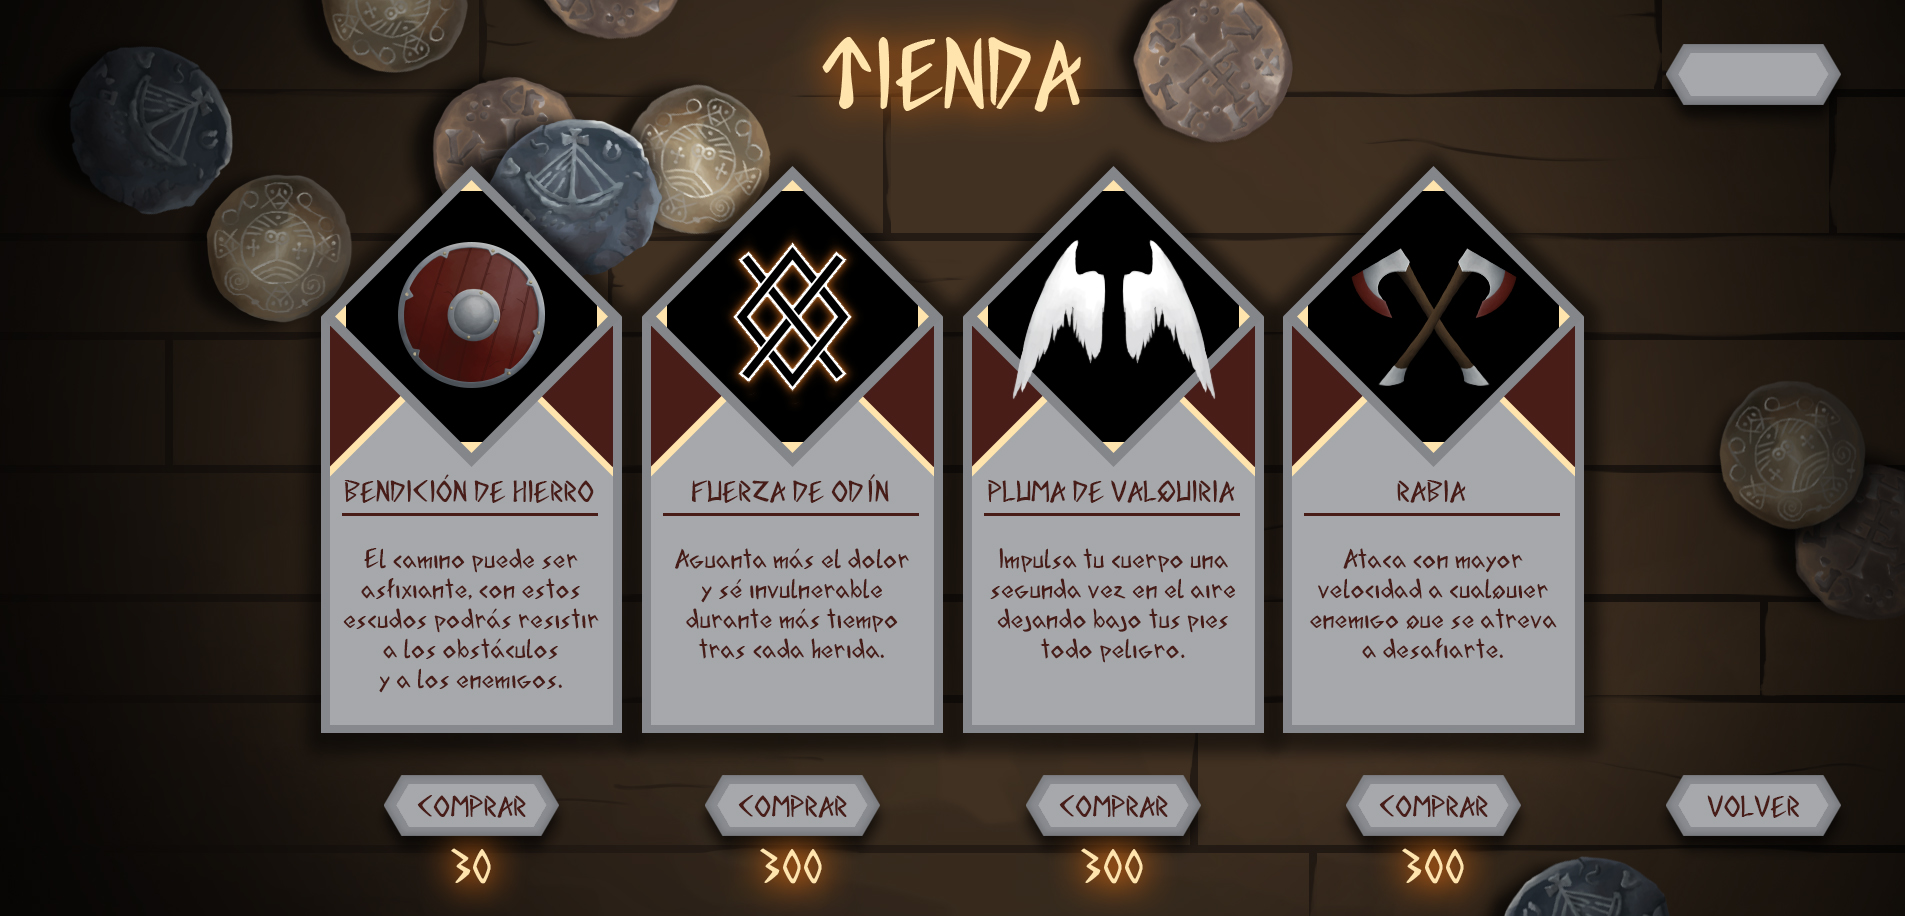 TIENDA
BENDICIÓN DE HIERRO
El camino puede ser
asfixiante, con estos
escudos podrás resistir
a los obstáculos
y a los enemigos.
FUERZA DE ODÍN
Aguanta más el dolor
y sé invulnerable
durante más tiempo
tras cada herida.
PLUMA DE VALQUIRIA
Impulsa tu cuerpo una
segunda vez en el aire
dejando bajo tus pies
todo peligro.
RABIA
Ataca con mayor
velocidad a cualquier
enemigo que se atreva
a desafiarte.
COMPRAR
COMPRAR
COMPRAR
COMPRAR
VOLVER
30
300
300
300